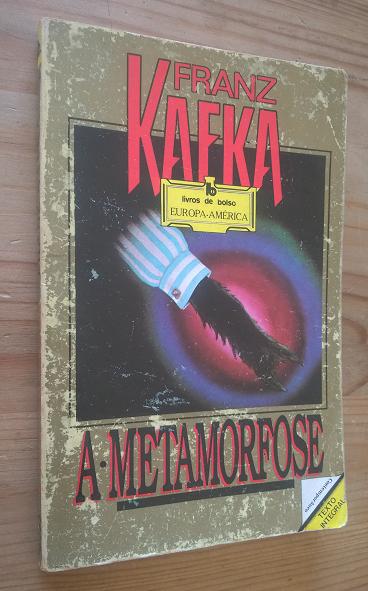 FRANZ
KAFKA
livros de bolso
EUROPA-AMÉRICA
A·METAMORFOSE
TEXTO
INTEGRAL